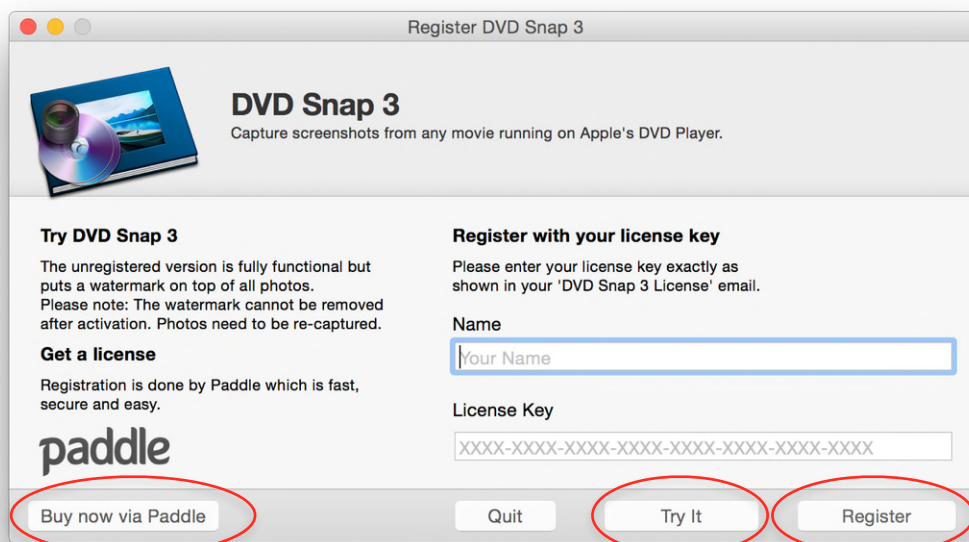 Register DVD Snap 3
DVD Snap 3
Capture screenshots from any movie running on Apple's DVD Player.
Try DVD Snap 3
The unregistered version is fully functional but
puts a watermark on top of all photos.
Please note: The watermark cannot be removed
after activation. Photos need to be re-captured.
Get a license
Registration is done by Paddle which is fast,
secure and easy.
paddle
Register with your license key
Please enter your license key exactly as
shown in your 'DVD Snap 3 License' email.
Name
Your Name
License Key
XXXX-XXXX-XXXX-XXXX-XXXX-XXXX-XXXX-XXXX
Buy now via Paddle
Quit
Try It
Register